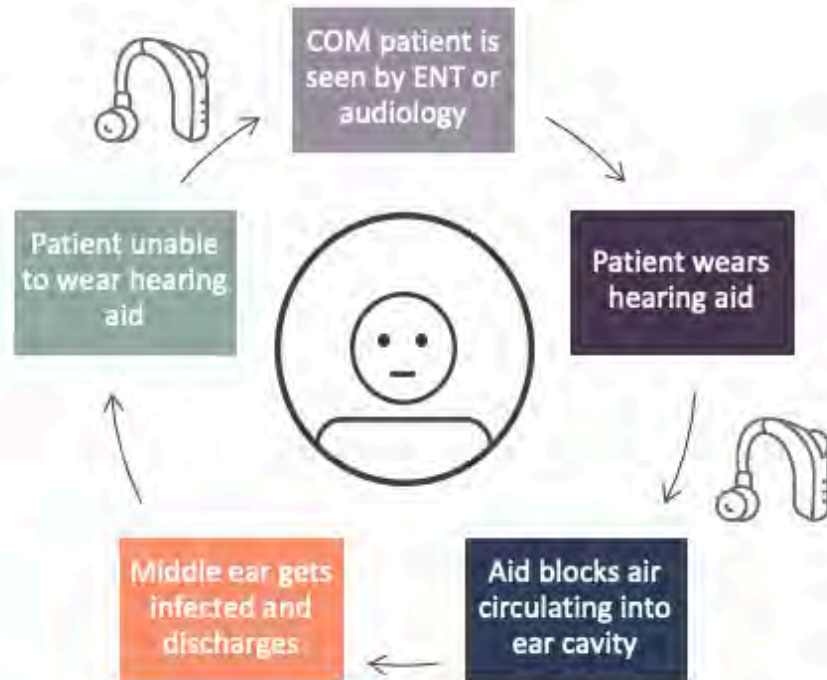 COM patient is
seen by ENT or
audiology
Patient wears
hearing aid
Aid blocks air
circulating into
ear cavity
Middle ear gets
infected and
discharges
Patient unable
to wear hearing
aid